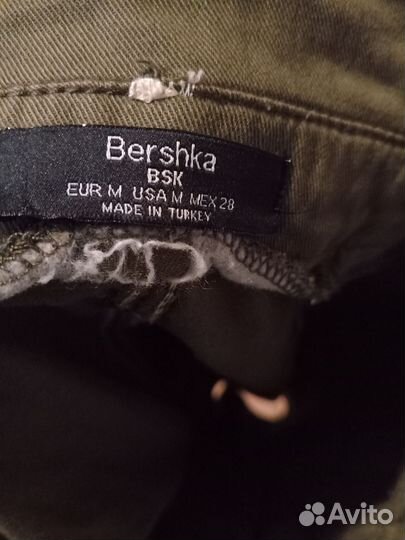 Bershka
BSK
EUR M USA M MEX 28
MADE IN TURKEY
Avito